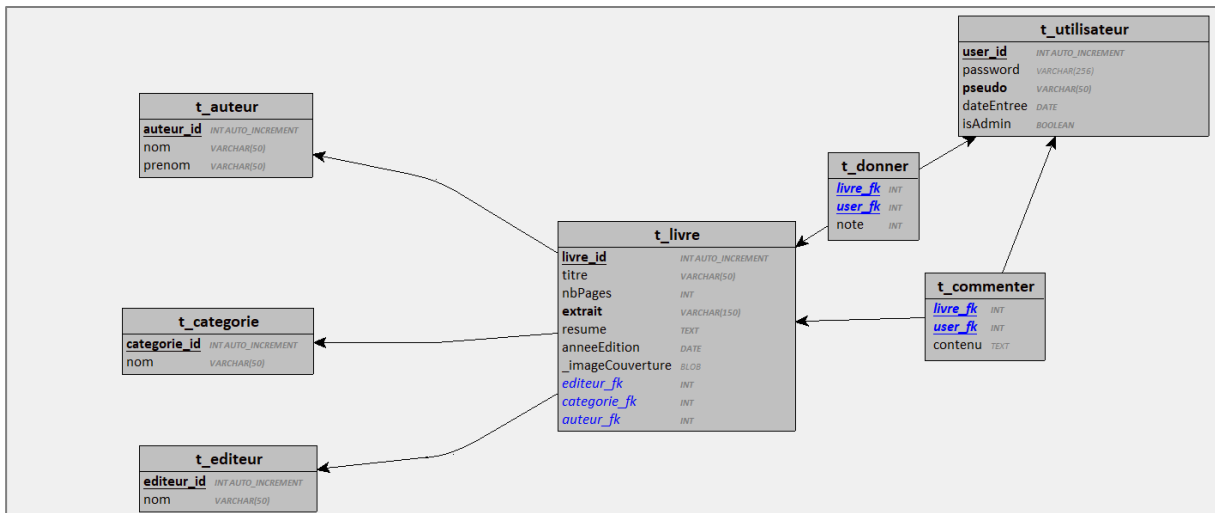 t_utilisateur
user_id INT AUTO_INCREMENT
password VARCHAR(256)
pseudo VARCHAR(50)
dateEntree DATE
isAdmin BOOLEAN
t_auteur
auteur_id INT AUTO_INCREMENT
nom VARCHAR(50)
prenom VARCHAR(50)
t_donner
livre_fk INT
user_fk INT
note INT
t_livre
livre_id INT AUTO_INCREMENT
titre VARCHAR(50)
nbPages INT
extrait VARCHAR(150)
resume TEXT
anneeEdition DATE
_imageCouverture BLOB
editeur_fk INT
categorie_fk INT
auteur_fk INT
t_commenter
livre_fk INT
user_fk INT
contenu TEXT
t_categorie
categorie_id INT AUTO_INCREMENT
nom VARCHAR(50)
t_editeur
editeur_id INT AUTO_INCREMENT
nom VARCHAR(50)